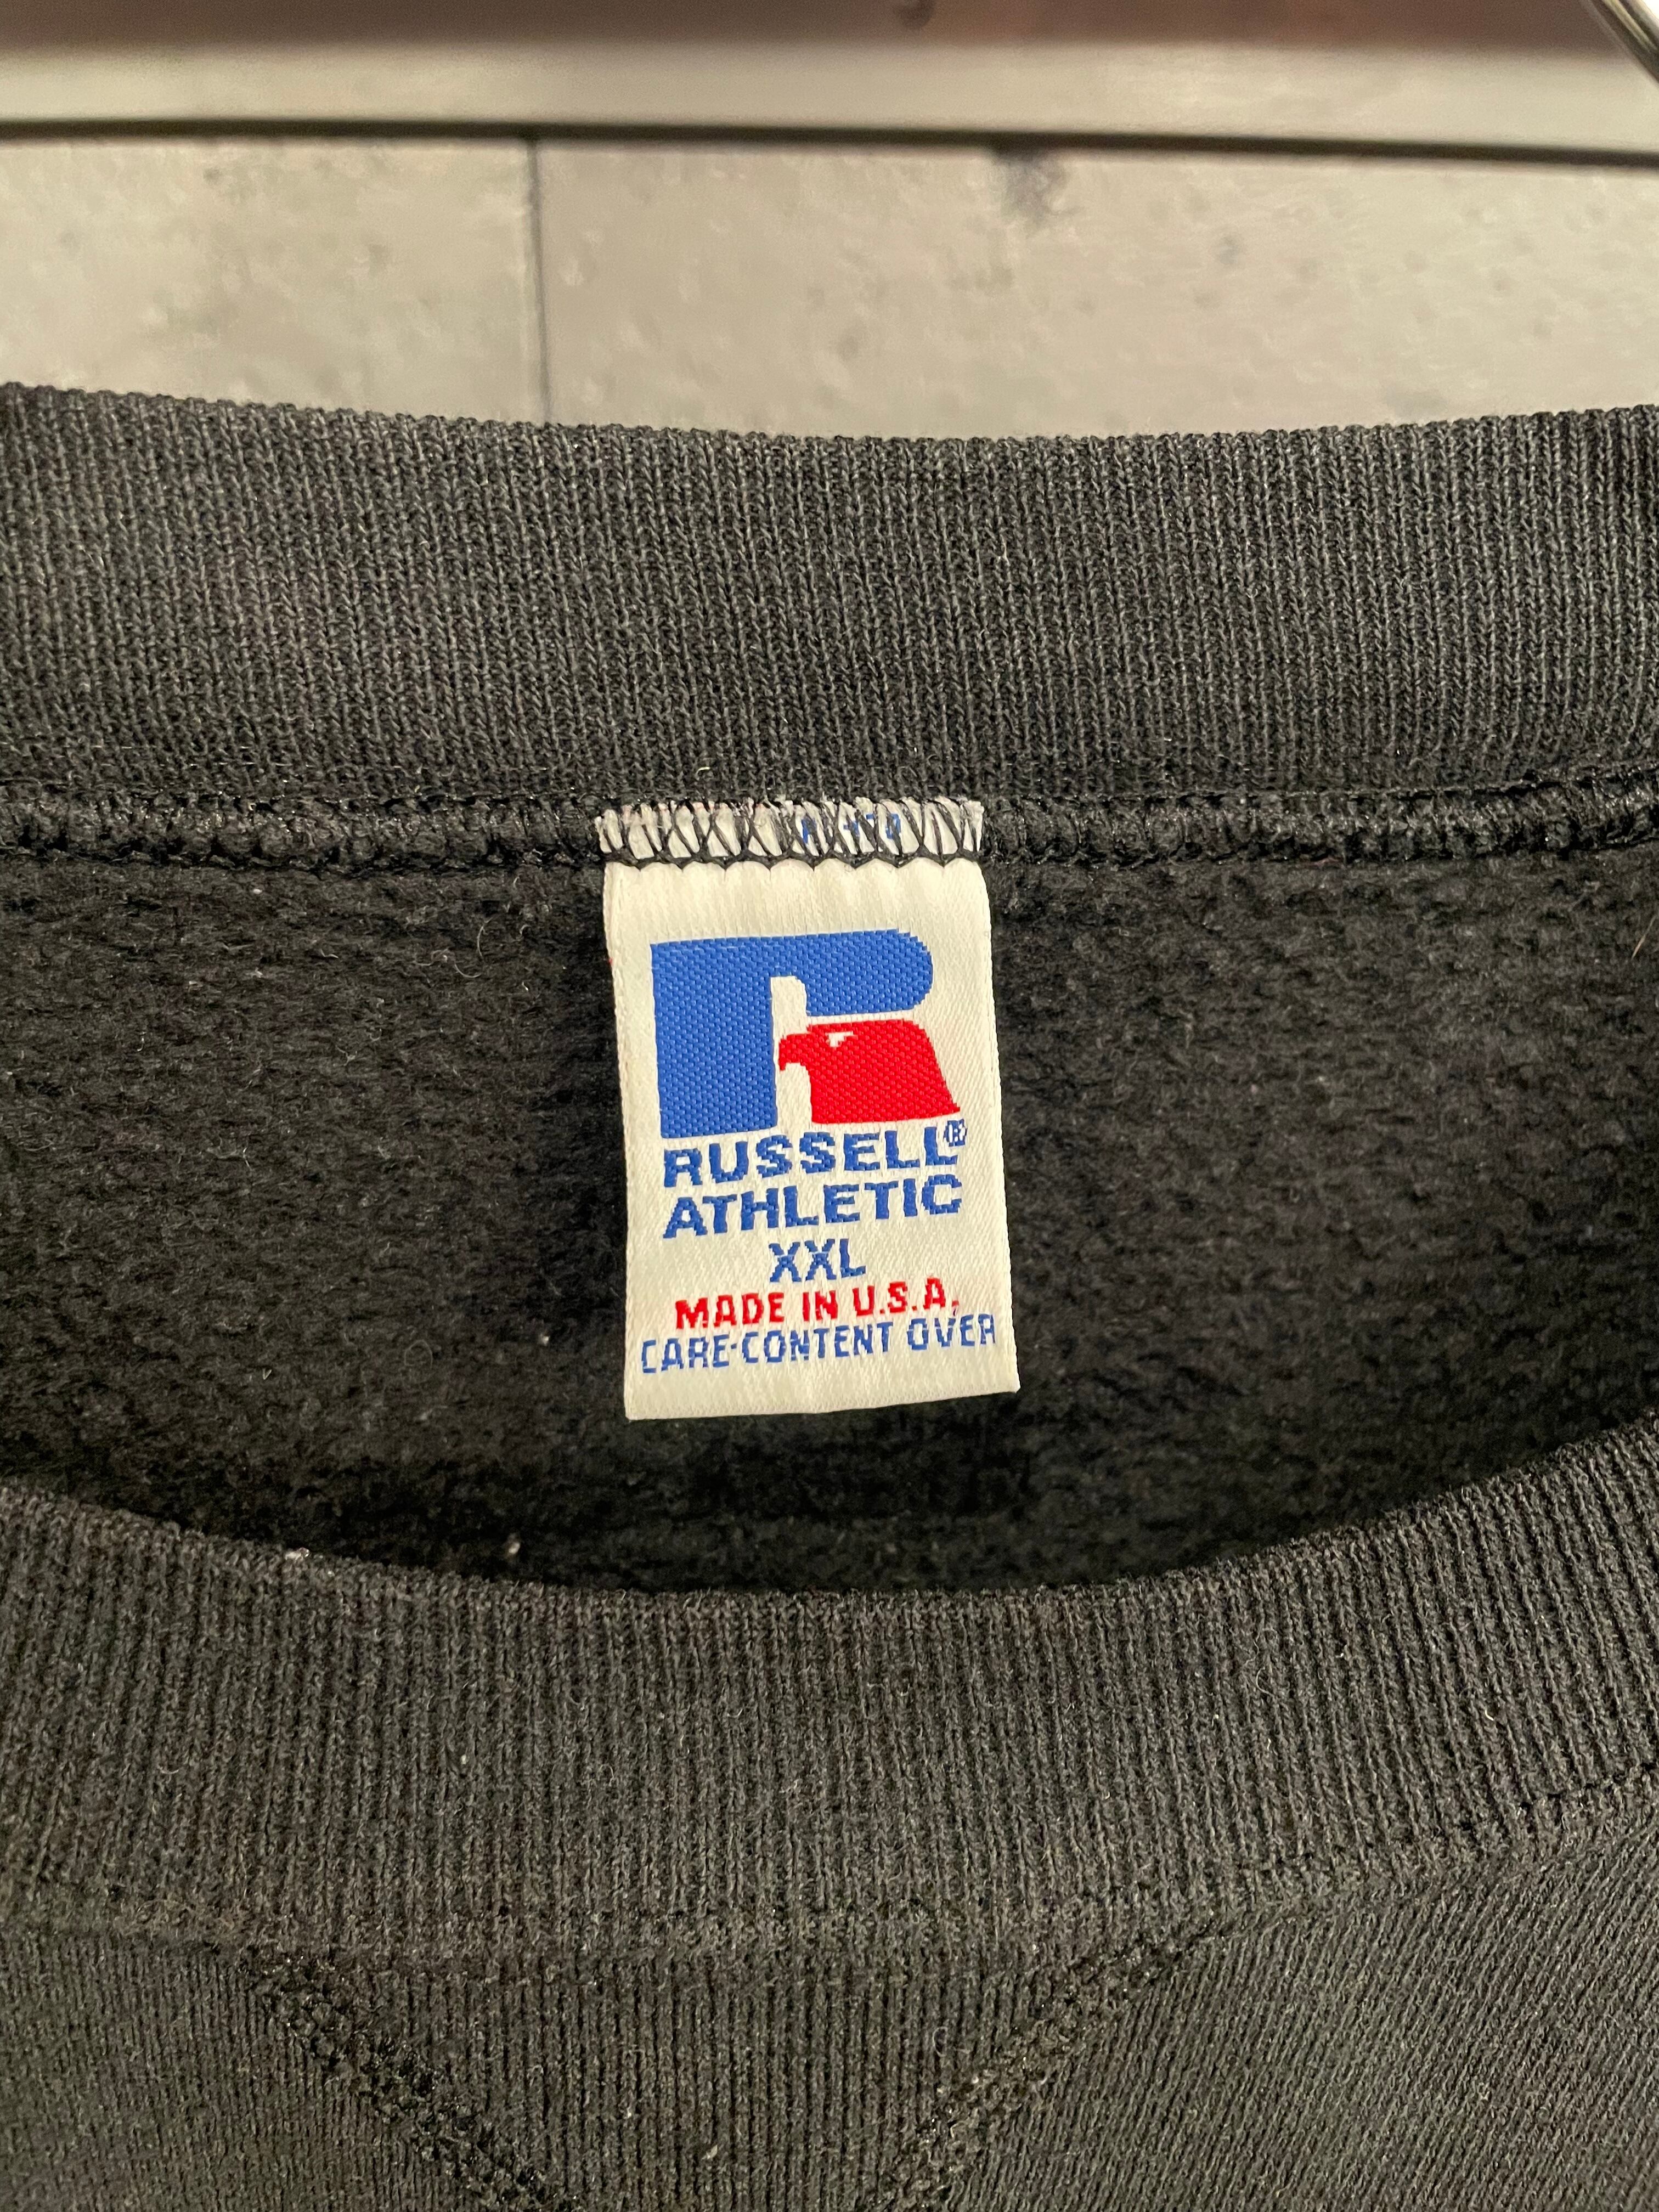 RUSSELL®
ATHLETIC
XXL
MADE IN U.S.A.
CARE-CONTENT OVER